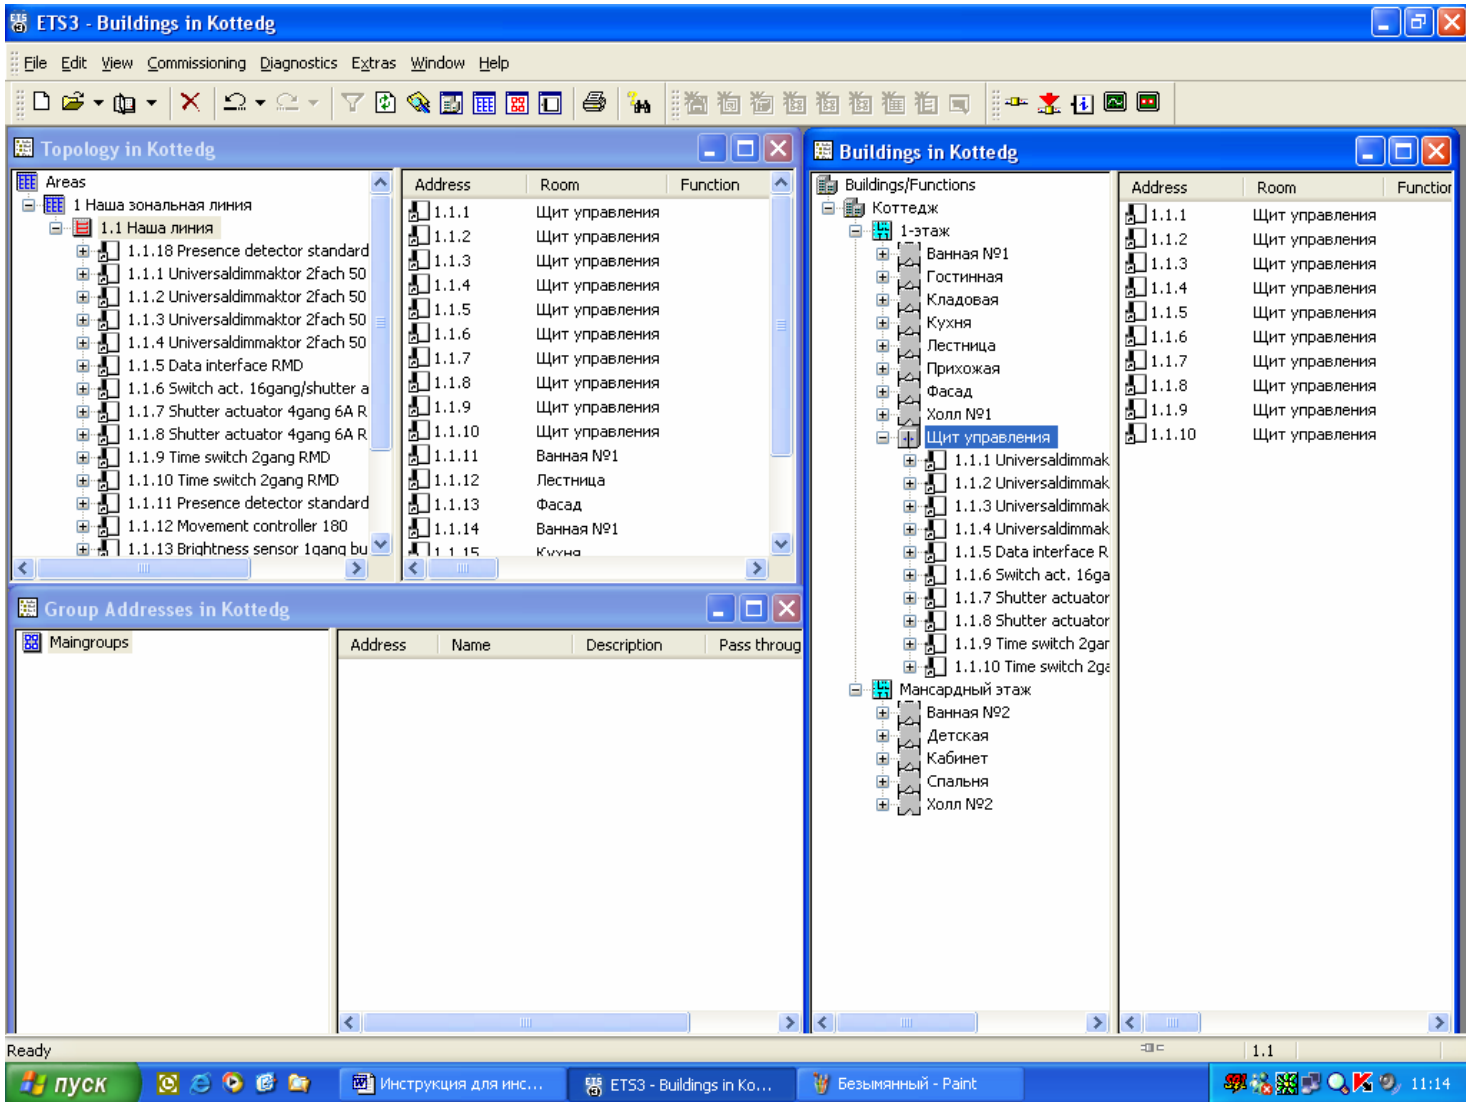 ETS3 - Buildings in Kottedg
File Edit View Commissioning Diagnostics Extras Window Help
Topology in Kottedg
Areas
1 Наша зональная линия
1.1 Наша линия
1.1.18 Presence detector standard
1.1.1 Universaldimmaktor 2fach 50
1.1.2 Universaldimmaktor 2fach 50
1.1.3 Universaldimmaktor 2fach 50
1.1.4 Universaldimmaktor 2fach 50
1.1.5 Data interface RMD
1.1.6 Switch act. 16gang/shutter a
1.1.7 Shutter actuator 4gang 6A R
1.1.8 Shutter actuator 4gang 6A R
1.1.9 Time switch 2gang RMD
1.1.10 Time switch 2gang RMD
1.1.11 Presence detector standard
1.1.12 Movement controller 180
1.1.13 Brightness sensor 1gang bu
Address Room Function
1.1.1 Щит управления
1.1.2 Щит управления
1.1.3 Щит управления
1.1.4 Щит управления
1.1.5 Щит управления
1.1.6 Щит управления
1.1.7 Щит управления
1.1.8 Щит управления
1.1.9 Щит управления
1.1.10 Щит управления
1.1.11 Ванная №1
1.1.12 Лестница
1.1.13 Фасад
1.1.14 Ванная №1
1.1.15 Кухня
Group Addresses in Kottedg
Maingroups
Address Name Description Pass throug
Buildings in Kottedg
Buildings/Functions
Коттедж
1-этаж
Ванная №1
Гостинная
Кладовая
Кухня
Лестница
Прихожая
Фасад
Холл №1
Щит управления
1.1.1 Universaldimmak
1.1.2 Universaldimmak
1.1.3 Universaldimmak
1.1.4 Universaldimmak
1.1.5 Data interface R
1.1.6 Switch act. 16ga
1.1.7 Shutter actuator
1.1.8 Shutter actuator
1.1.9 Time switch 2gar
1.1.10 Time switch 2ga
Мансардный этаж
Ванная №2
Детская
Кабинет
Спальня
Холл №2
Address Room Function
1.1.1 Щит управления
1.1.2 Щит управления
1.1.3 Щит управления
1.1.4 Щит управления
1.1.5 Щит управления
1.1.6 Щит управления
1.1.7 Щит управления
1.1.8 Щит управления
1.1.9 Щит управления
1.1.10 Щит управления
Ready 1.1
пуск Инструкция для инс... ETS3 - Buildings in Ko... Безымянный - Paint 11:14